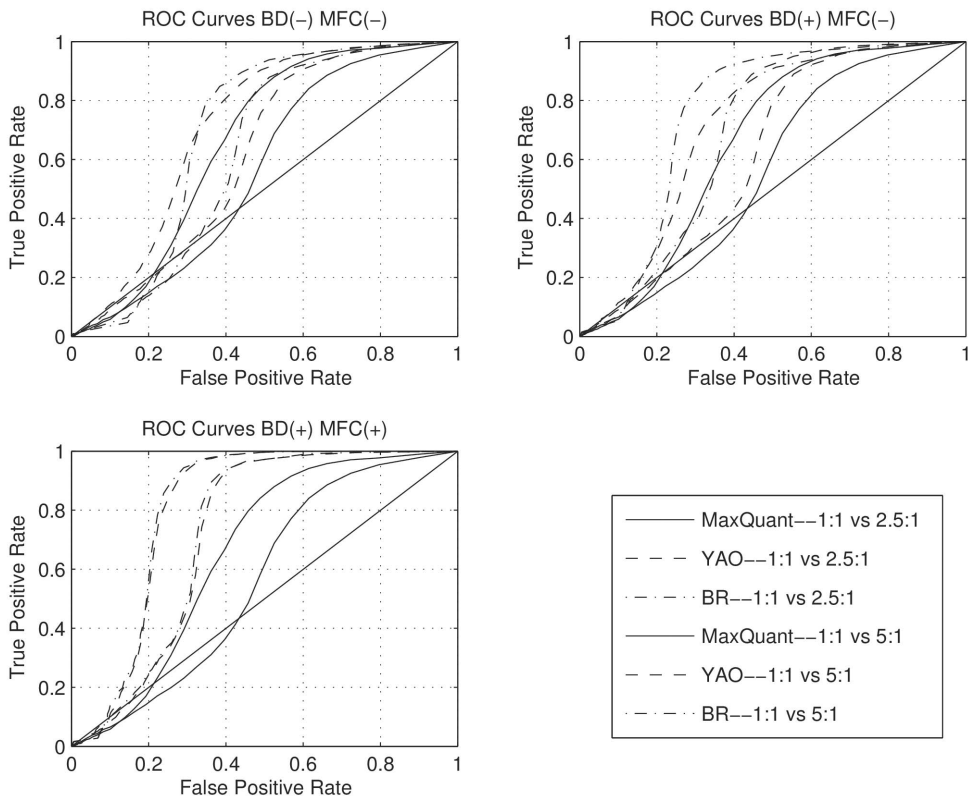 ROC Curves BD(−) MFC(−)
1
0.8
0.6
0.4
0.2
0
True Positive Rate
0 0.2 0.4 0.6 0.8 1
False Positive Rate
ROC Curves BD(+) MFC(−)
1
0.8
0.6
0.4
0.2
0
True Positive Rate
0 0.2 0.4 0.6 0.8 1
False Positive Rate
ROC Curves BD(+) MFC(+)
1
0.8
0.6
0.4
0.2
0
True Positive Rate
0 0.2 0.4 0.6 0.8 1
False Positive Rate
MaxQuant−−1:1 vs 2.5:1
YAO−−1:1 vs 2.5:1
BR−−1:1 vs 2.5:1
MaxQuant−−1:1 vs 5:1
YAO−−1:1 vs 5:1
BR−−1:1 vs 5:1